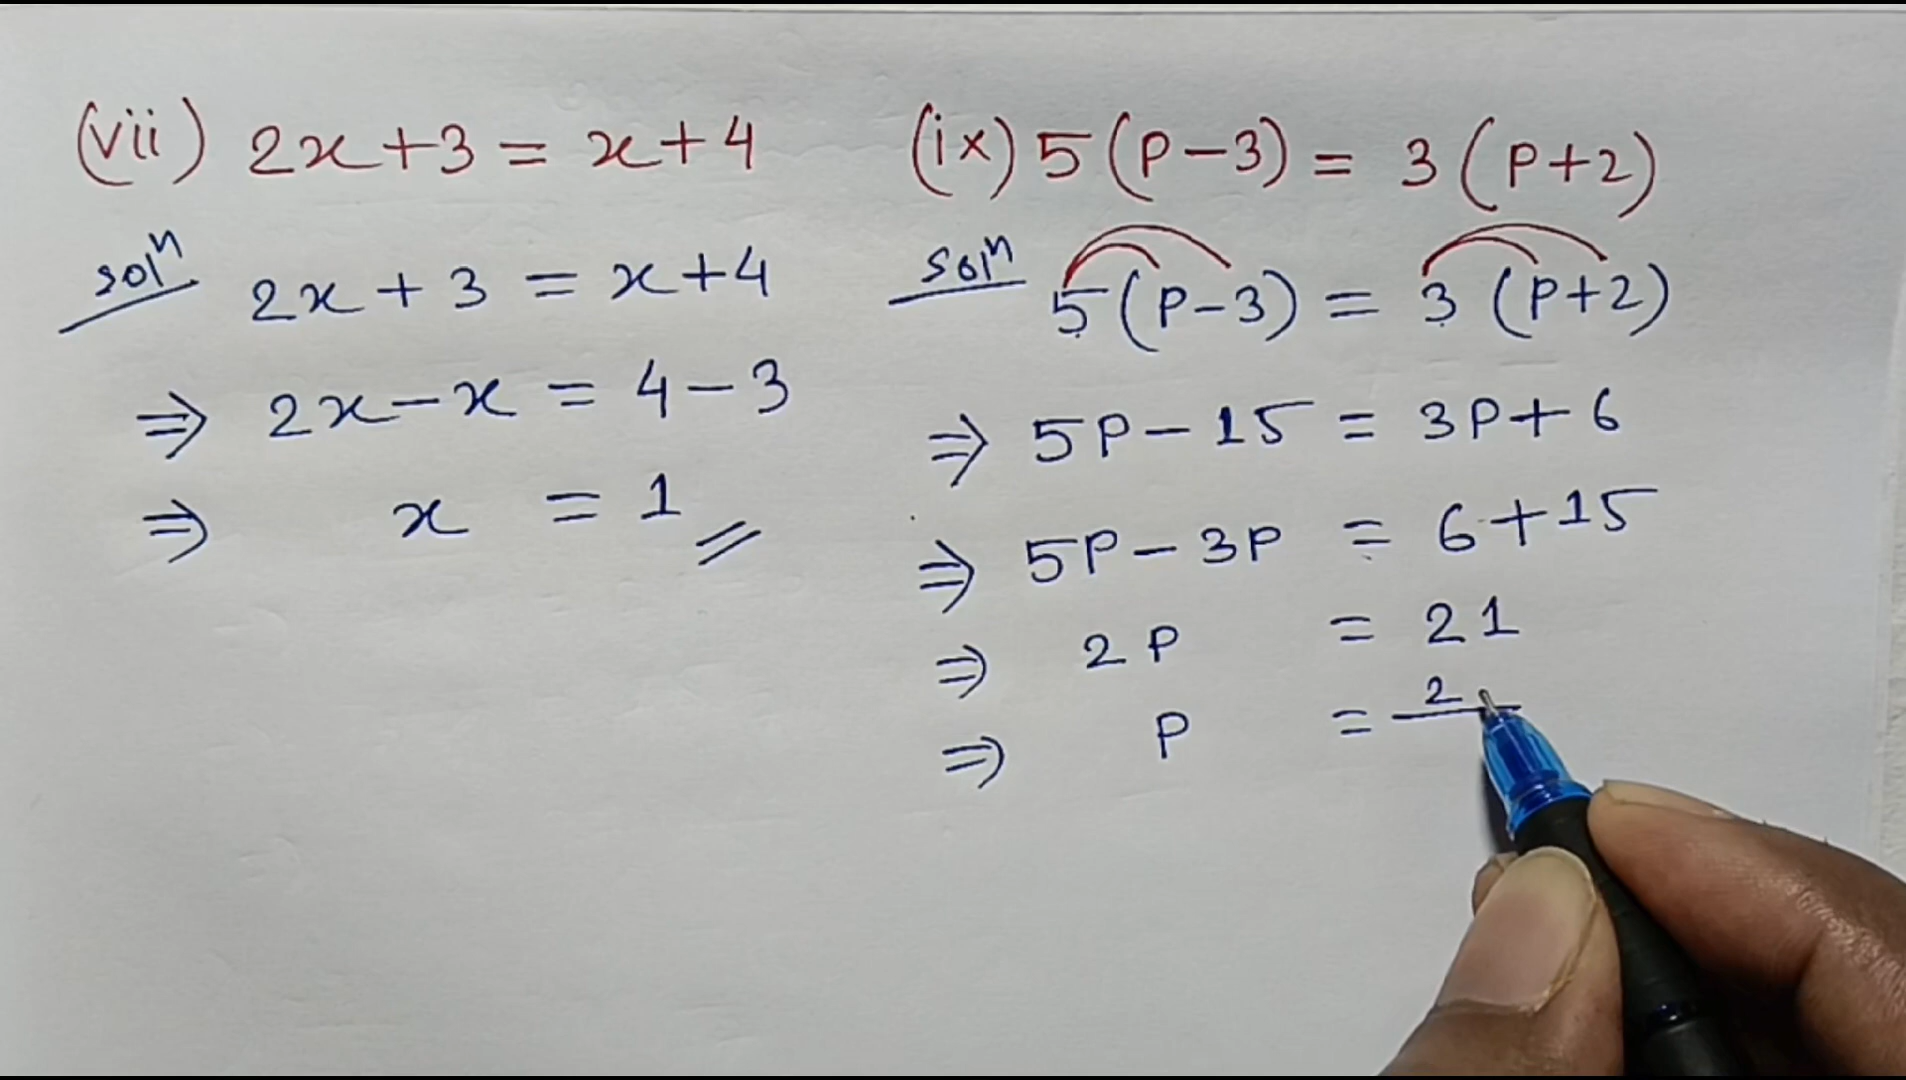 (vii) 2x+3 = x+4
solⁿ 2x + 3 = x+4
⇒ 2x-x = 4-3
⇒ x = 1
(ix) 5(P-3) = 3(P+2)
solⁿ 5(P-3) = 3(P+2)
⇒ 5P-15 = 3P+6
⇒ 5P-3P = 6+15
⇒ 2P = 21
⇒ P = 2